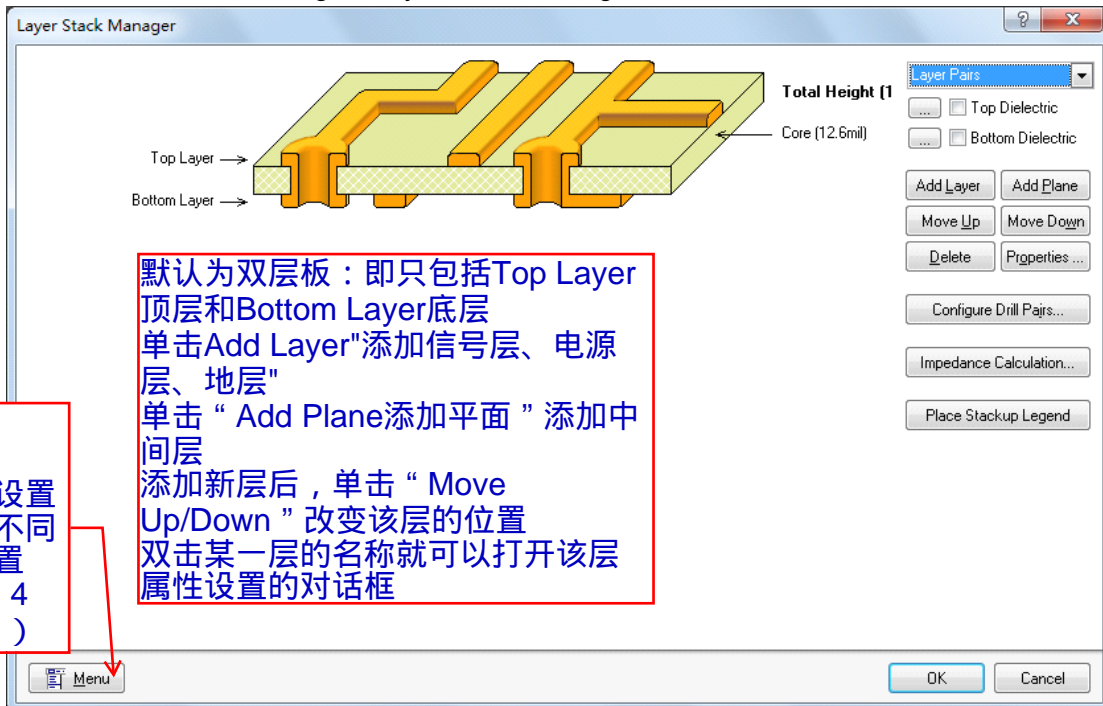 Layer Stack Manager
Total Height (1
Core (12.6mil)
Top Layer
Bottom Layer
Layer Pairs
... Top Dielectric
... Bottom Dielectric
Add Layer Add Plane
Move Up Move Down
Delete Properties ...
Configure Drill Pairs...
Impedance Calculation...
Place Stackup Legend
默认为双层板：即只包括Top Layer
顶层和Bottom Layer底层
单击Add Layer"添加信号层、电源
层、地层"
单击“Add Plane添加平面”添加中
间层
添加新层后，单击“Move
Up/Down”改变该层的位置
双击某一层的名称就可以打开该层
属性设置的对话框
设置
不同
置
4
）
Menu
OK Cancel